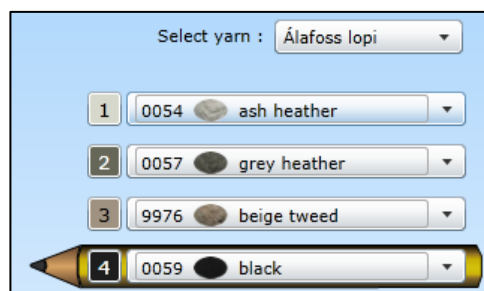 Select yarn : Álafoss lopi
1 0054 ash heather
2 0057 grey heather
3 9976 beige tweed
4 0059 black